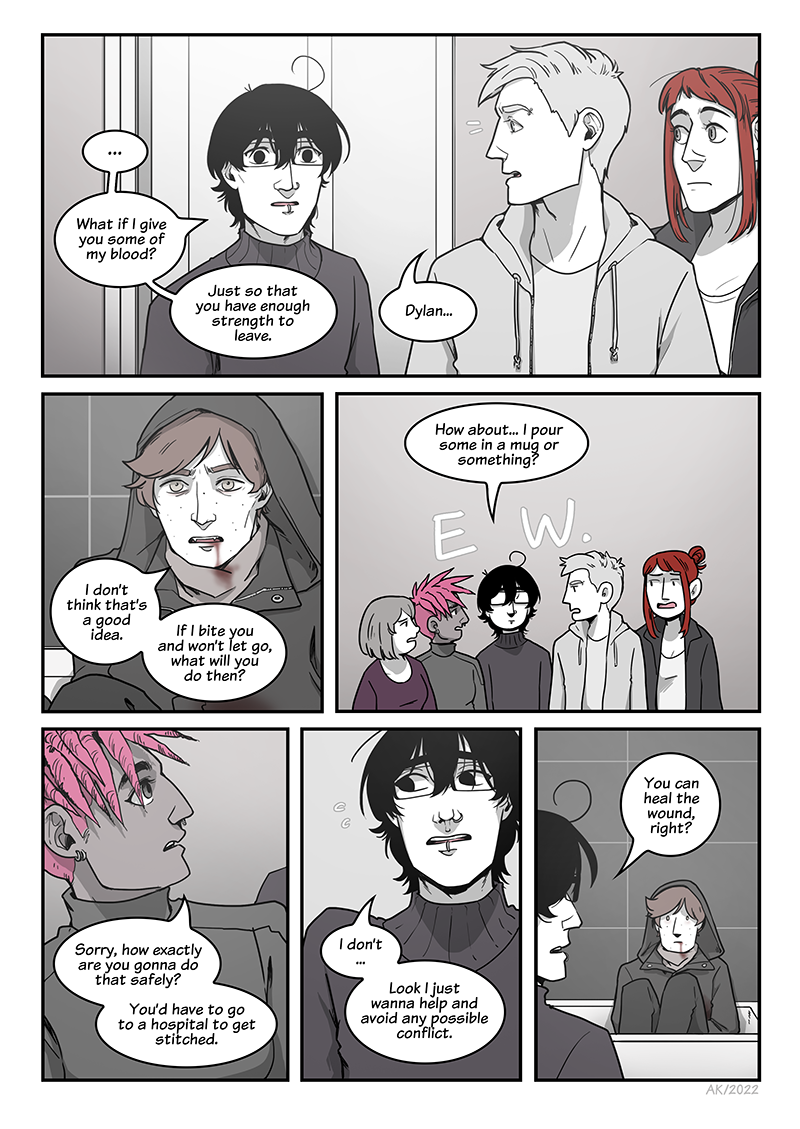 ...
What if I give
you some of
my blood?
Just so that
you have enough
strength to
leave.
Dylan...
I don't
think that's
a good
idea.
If I bite you
and won't let go,
what will you
do then?
How about... I pour
some in a mug or
something?
E W.
Sorry, how exactly
are you gonna do
that safely?
You'd have to go
to a hospital to get
stitched.
I don't
...
Look I just
wanna help and
avoid any possible
conflict.
You can
heal the
wound,
right?
AK/2022